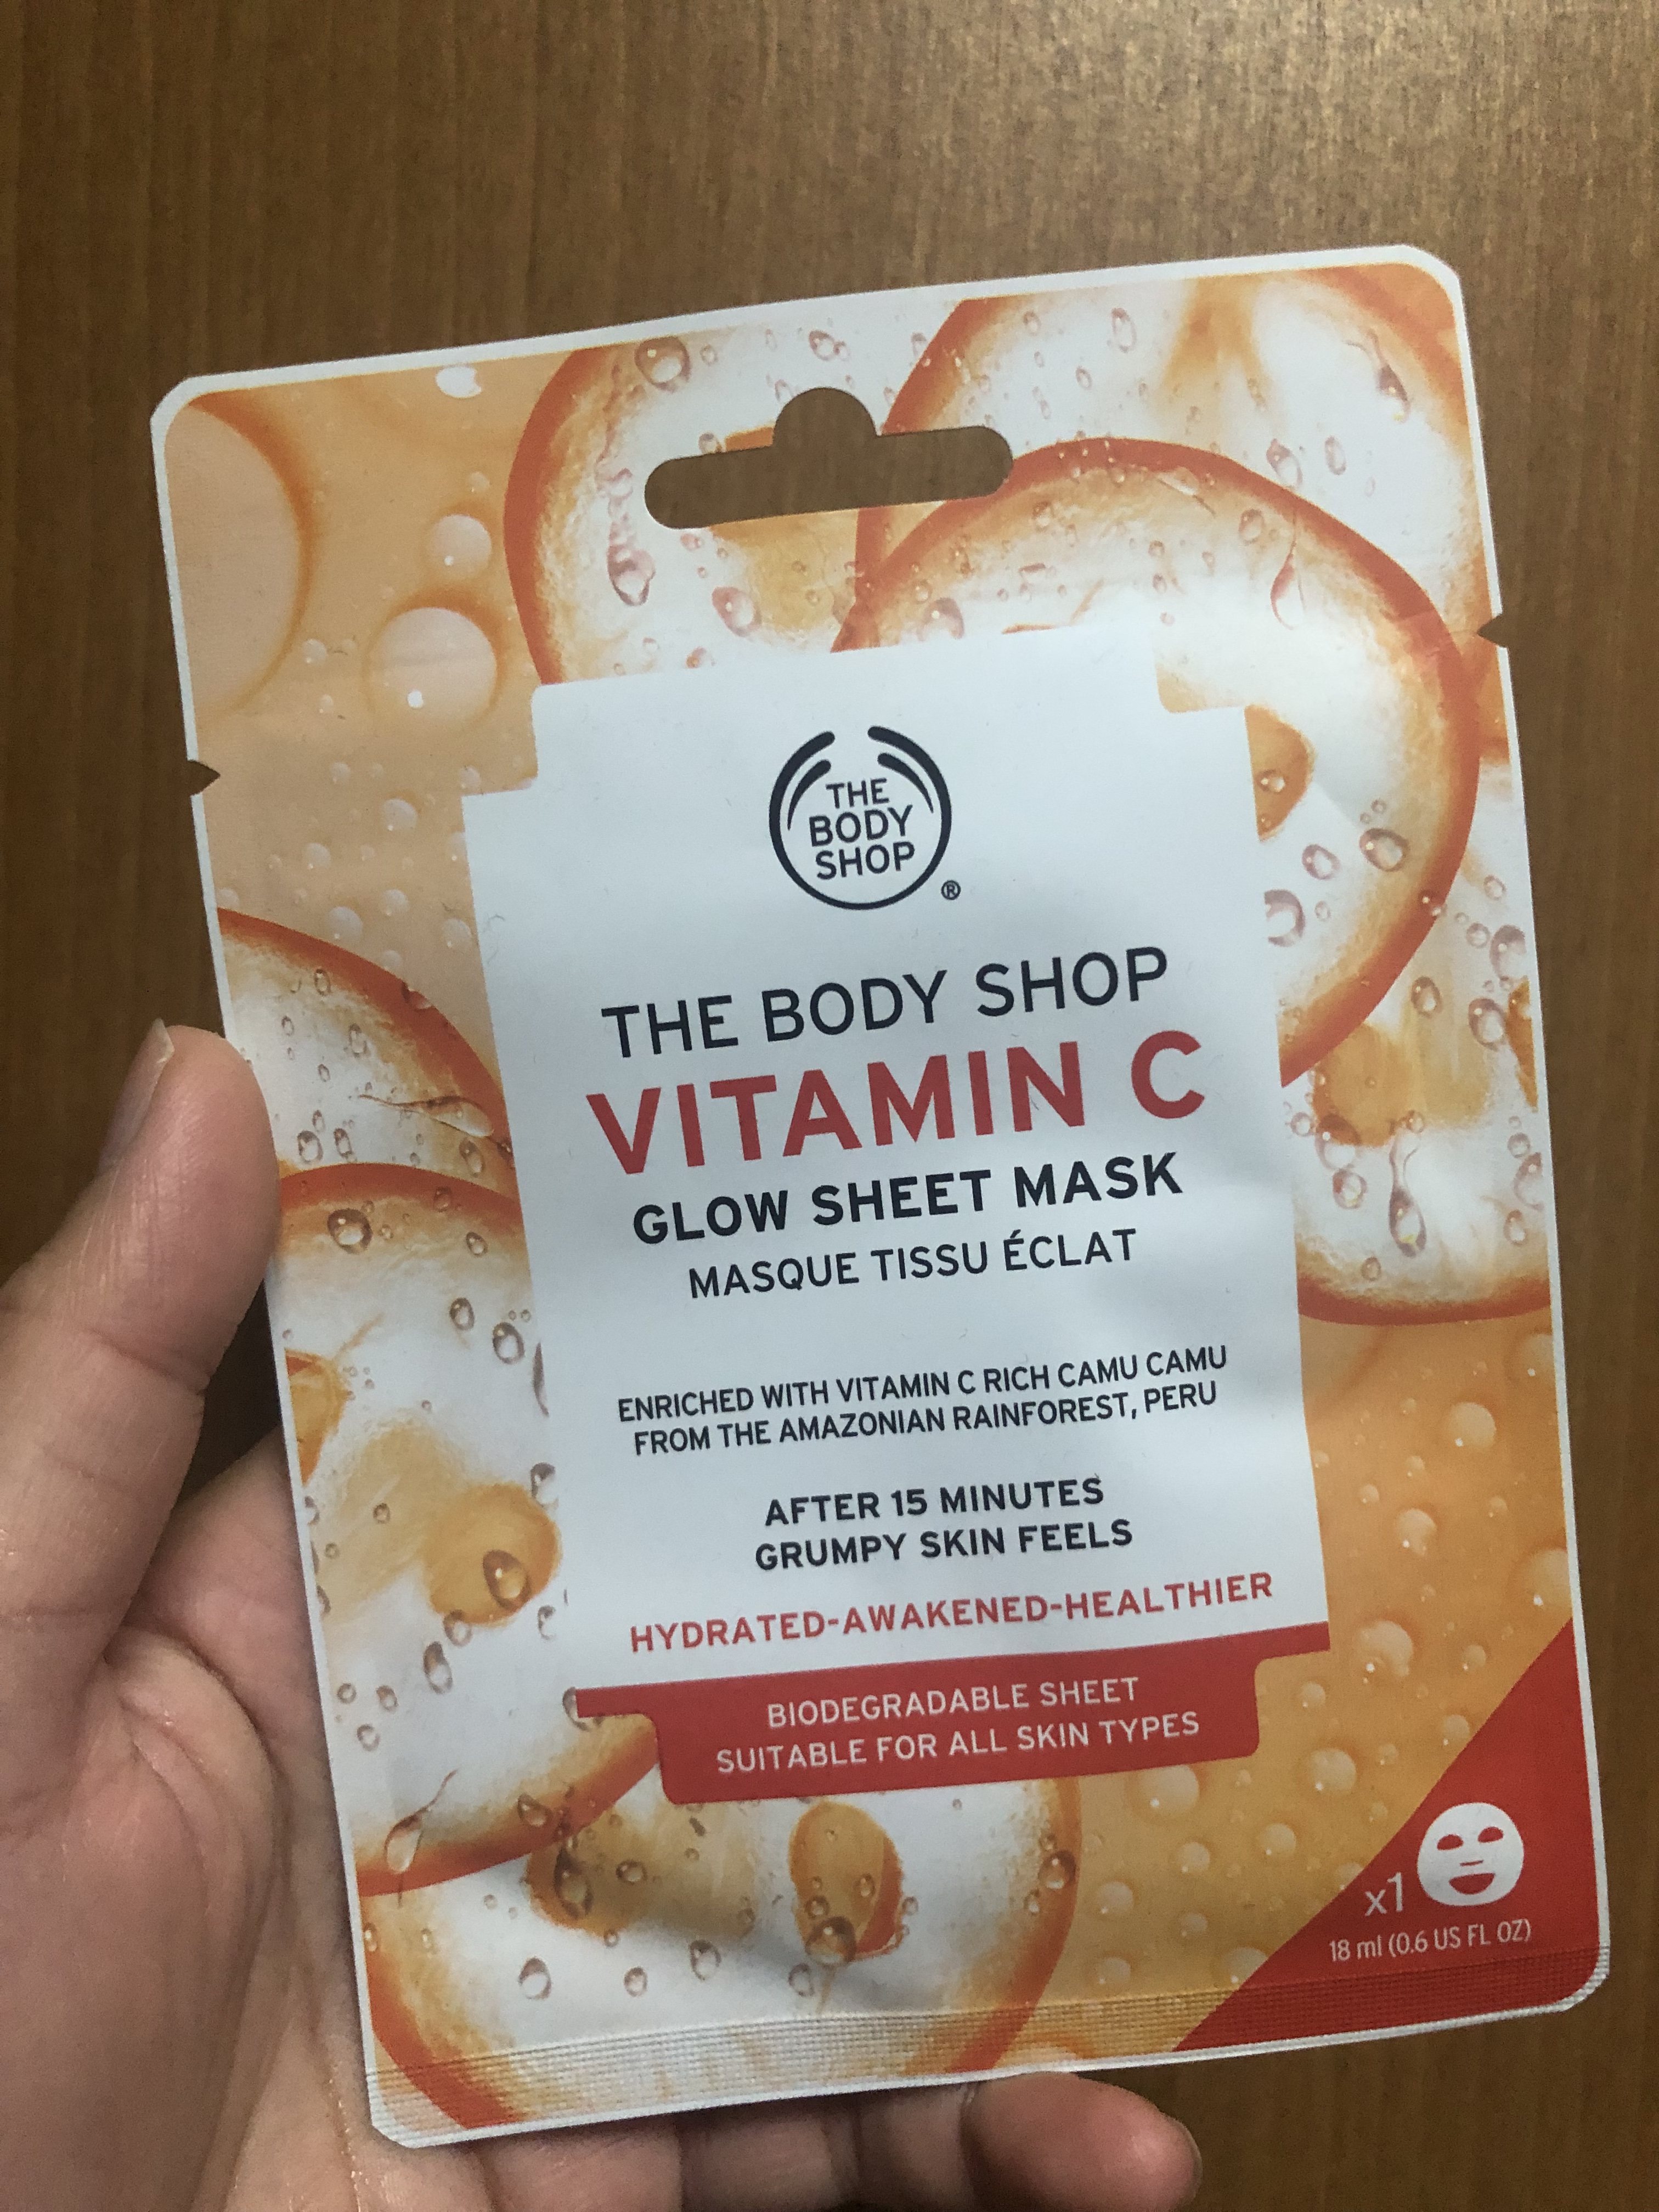 THE
BODY
SHOP
®
THE BODY SHOP
VITAMIN C
GLOW SHEET MASK
MASQUE TISSU ÉCLAT
ENRICHED WITH VITAMIN C RICH CAMU CAMU
FROM THE AMAZONIAN RAINFOREST, PERU
AFTER 15 MINUTES
GRUMPY SKIN FEELS
HYDRATED-AWAKENED-HEALTHIER
BIODEGRADABLE SHEET
SUITABLE FOR ALL SKIN TYPES
x1
18 ml (0.6 US FL OZ)